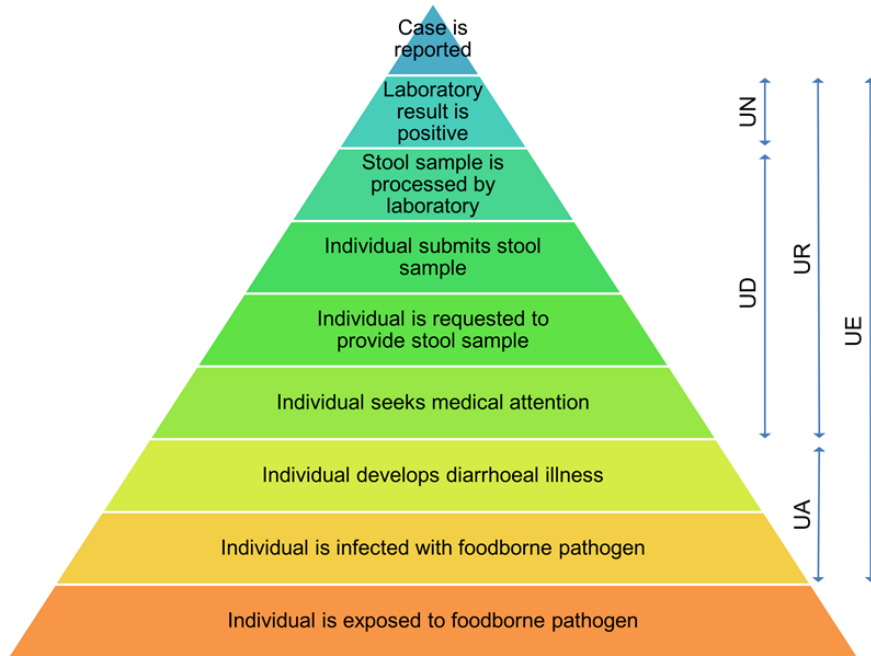 Case is
reported
Laboratory
result is
positive
Stool sample is
processed by
laboratory
Individual submits stool
sample
Individual is requested to
provide stool sample
Individual seeks medical attention
Individual develops diarrhoeal illness
Individual is infected with foodborne pathogen
Individual is exposed to foodborne pathogen
UN
UD
UR
UE
UA